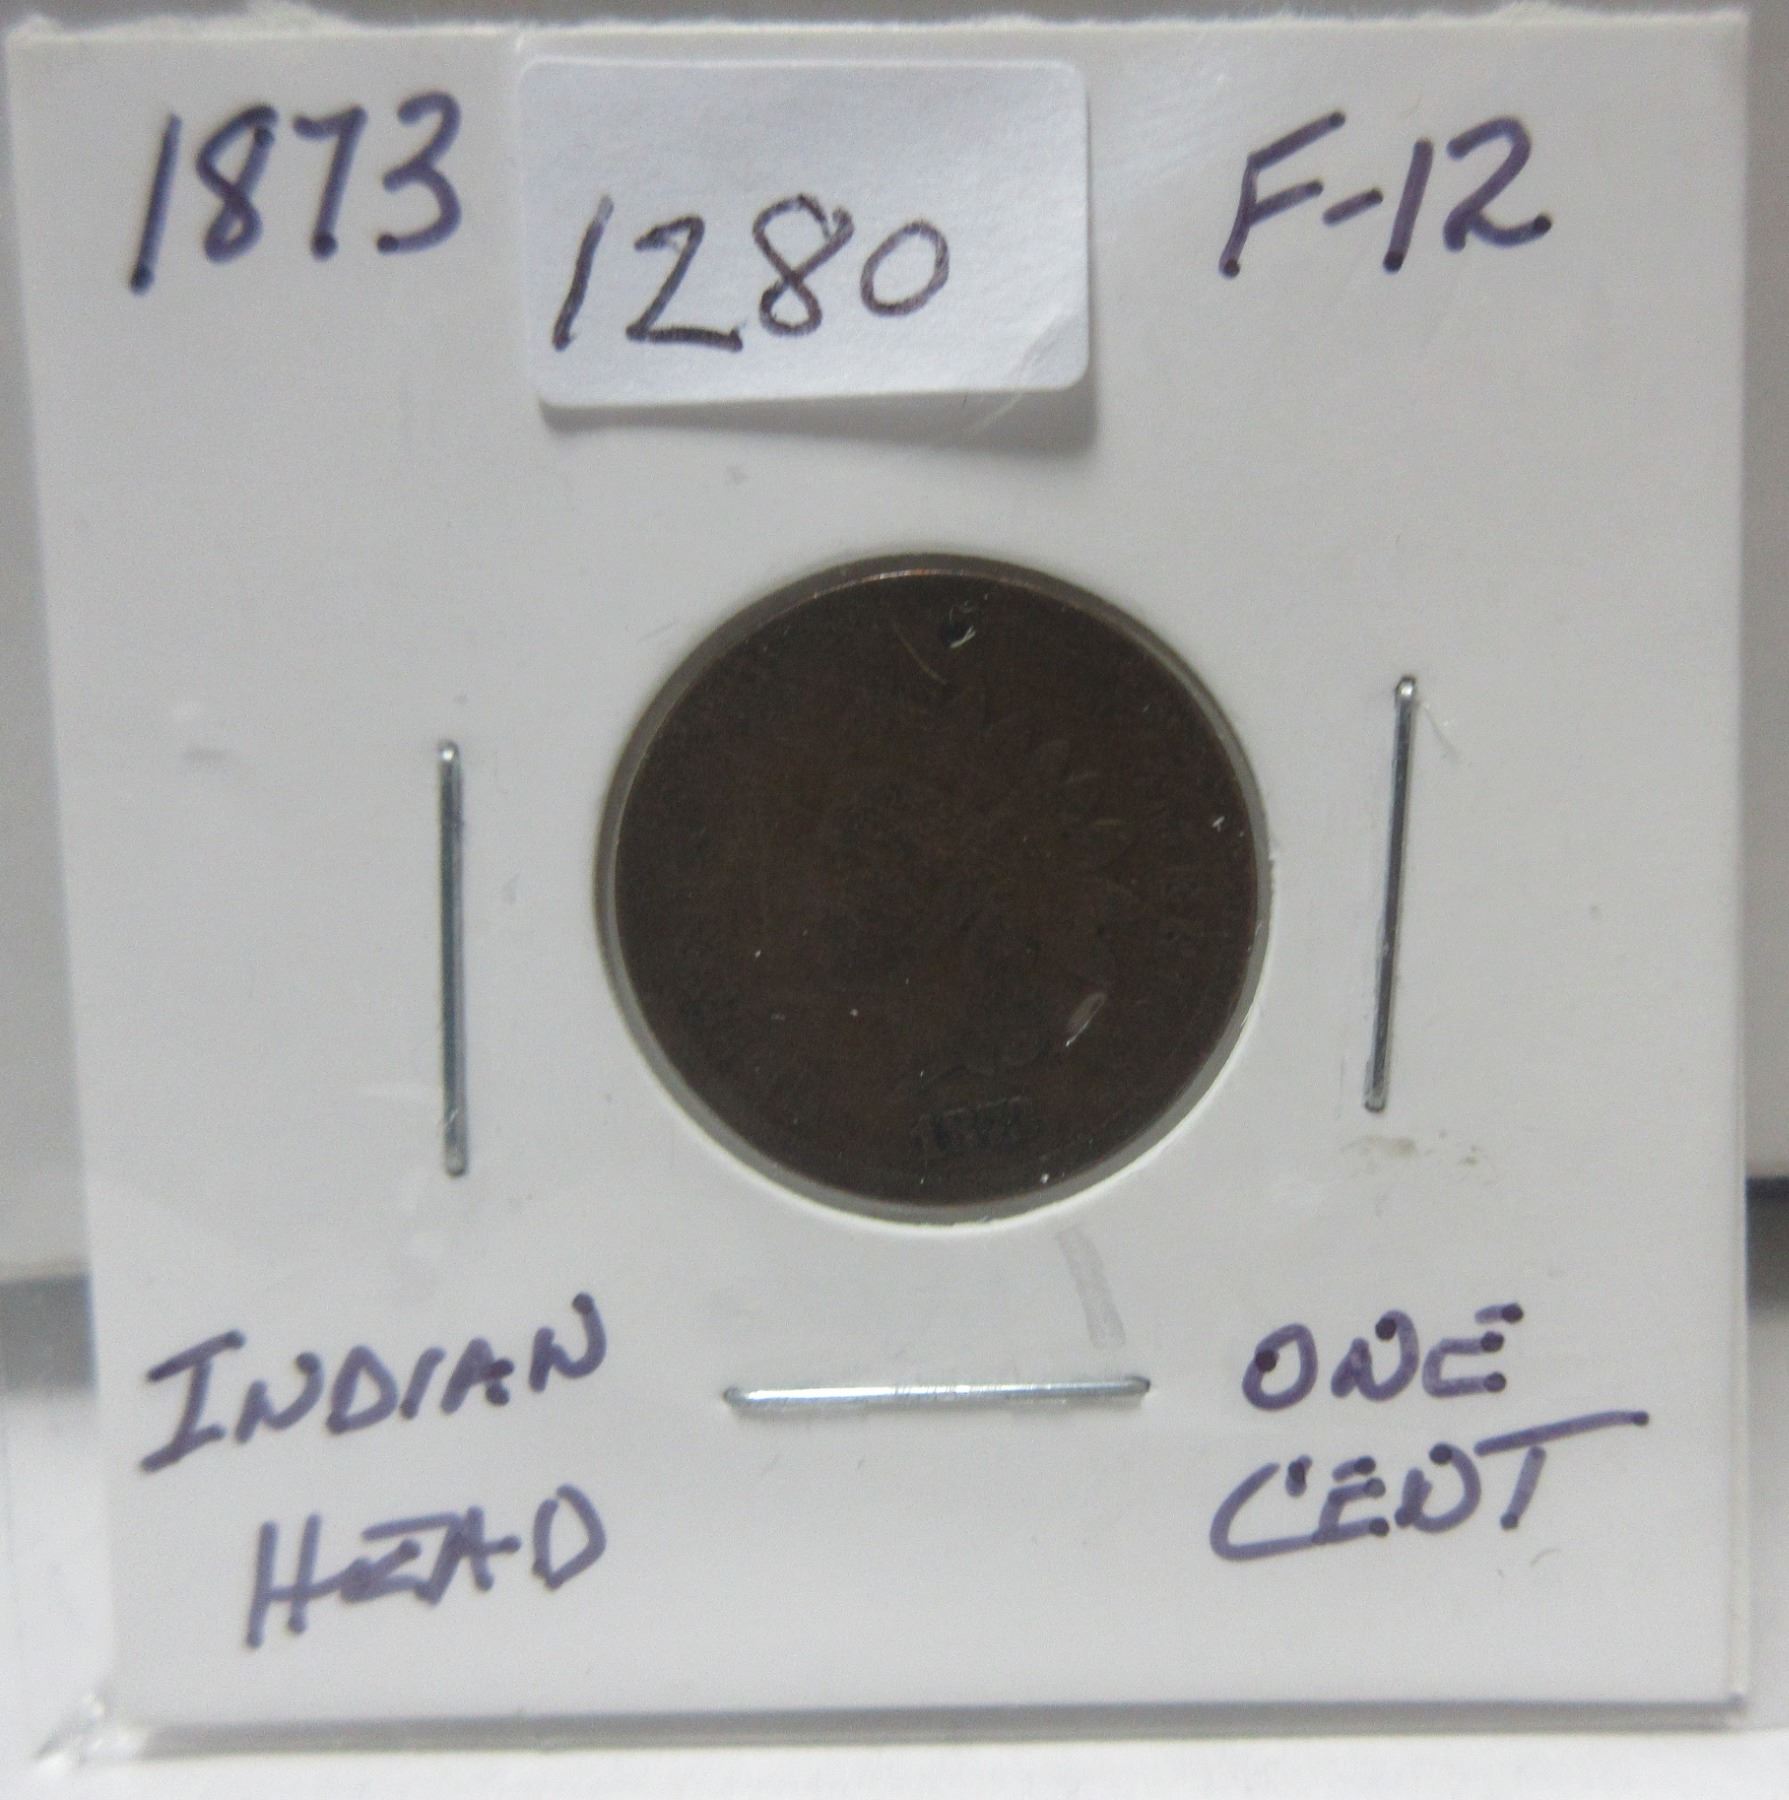 1873
1280
F-12
INDIAN
HEAD
ONE
CENT